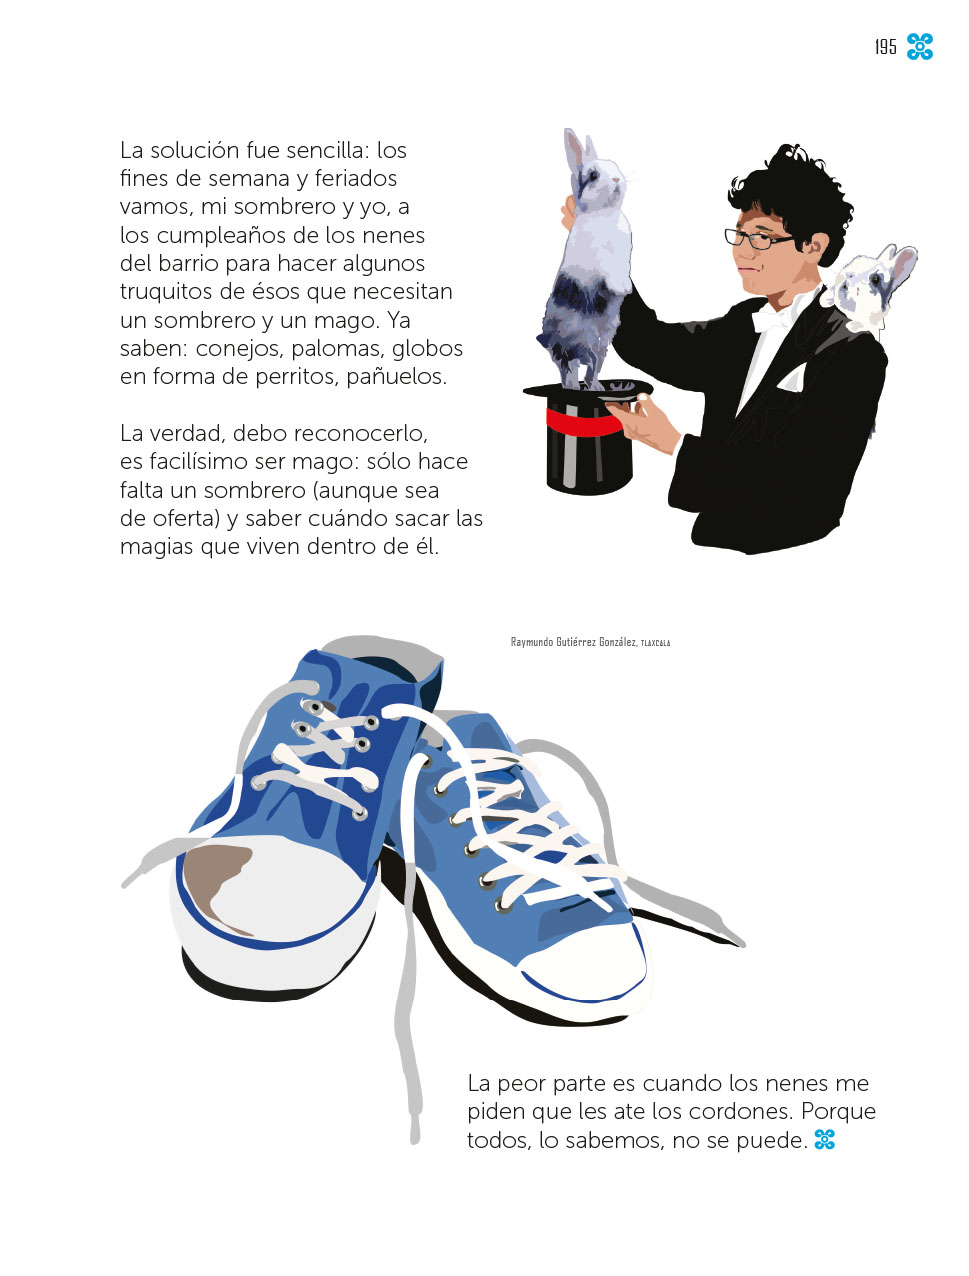 195
La solución fue sencilla: los
fines de semana y feriados
vamos, mi sombrero y yo, a
los cumpleaños de los nenes
del barrio para hacer algunos
truquitos de ésos que necesitan
un sombrero y un mago. Ya
saben: conejos, palomas, globos
en forma de perritos, pañuelos.
La verdad, debo reconocerlo,
es facilísimo ser mago: sólo hace
falta un sombrero (aunque sea
de oferta) y saber cuándo sacar las
magias que viven dentro de él.
Raymundo Gutiérrez González, TLAXCALA
La peor parte es cuando los nenes me
piden que les ate los cordones. Porque
todos, lo sabemos, no se puede.